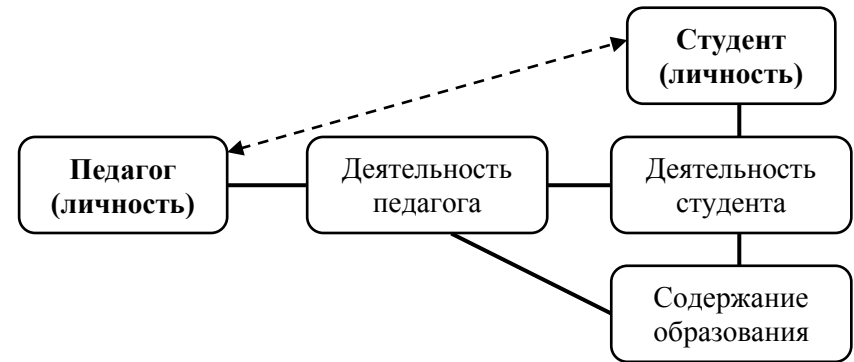 Студент
(личность)
Педагог
(личность)
Деятельность
педагога
Деятельность
студента
Содержание
образования